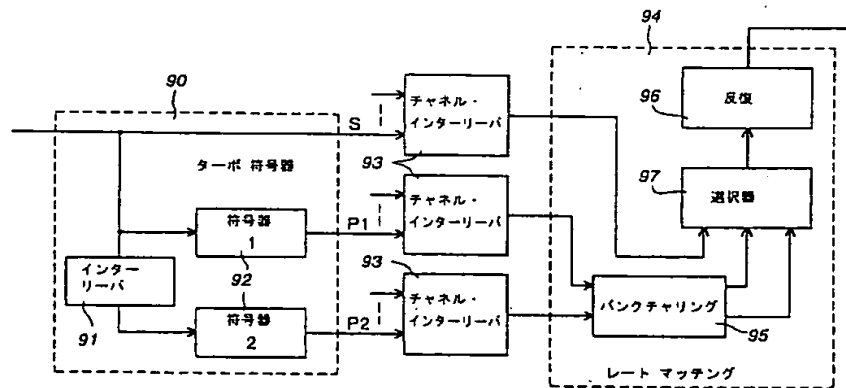 94
90
チャネル・
インターリーバ
96
反復
S
93
ターボ 符号器
97
選択器
P1
チャネル・
インターリーバ
符号器
1
92
93
インター
リーバ
91
符号器
2
P2
チャネル・
インターリーバ
パンクチャリング
95
レート マッテング